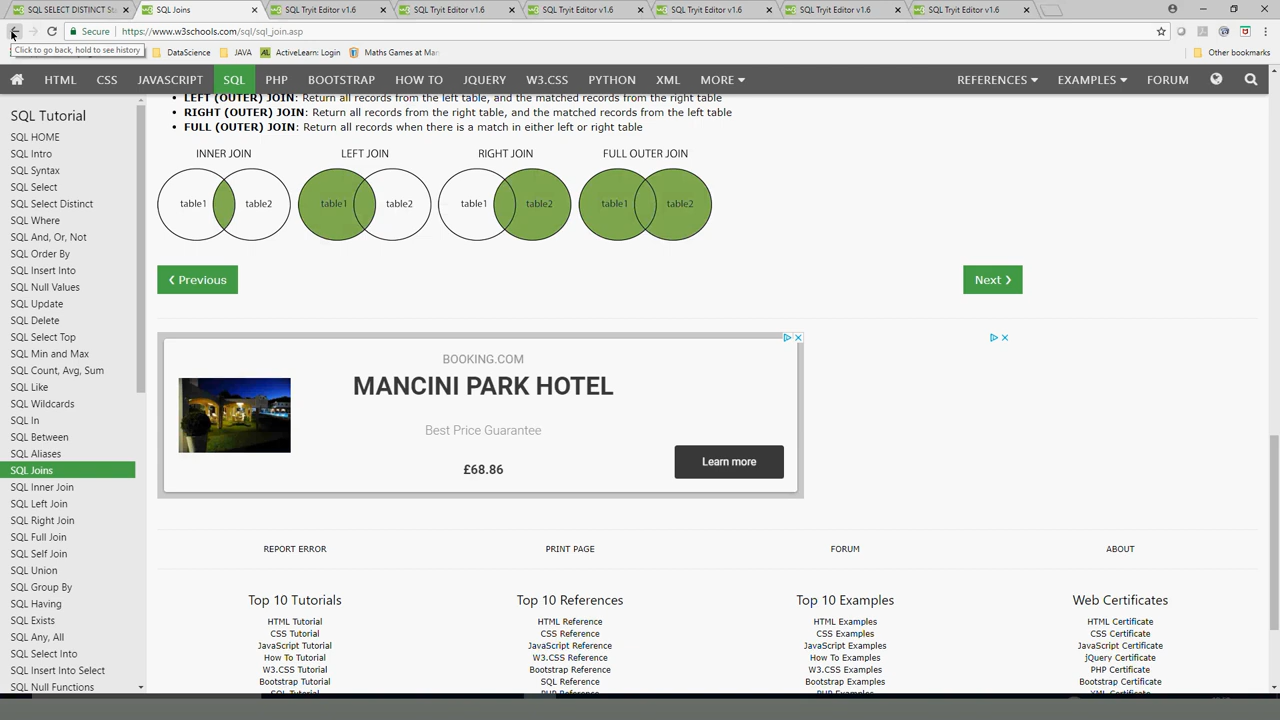 SQL SELECT DISTINCT St
SQL Joins
SQL Tryit Editor v1.6
SQL Tryit Editor v1.6
SQL Tryit Editor v1.6
SQL Tryit Editor v1.6
SQL Tryit Editor v1.6
SQL Tryit Editor v1.6
Secure
https://www.w3schools.com/sql/sql_join.asp
Click to go back, hold to see history
DataScience
JAVA
ActiveLearn: Login
Maths Games at Man
Other bookmarks
HTML
CSS
JAVASCRIPT
SQL
PHP
BOOTSTRAP
HOW TO
JQUERY
W3.CSS
PYTHON
XML
MORE
REFERENCES
EXAMPLES
FORUM
SQL Tutorial
SQL HOME
SQL Intro
SQL Syntax
SQL Select
SQL Select Distinct
SQL Where
SQL And, Or, Not
SQL Order By
SQL Insert Into
SQL Null Values
SQL Update
SQL Delete
SQL Select Top
SQL Min and Max
SQL Count, Avg, Sum
SQL Like
SQL Wildcards
SQL In
SQL Between
SQL Aliases
SQL Joins
SQL Inner Join
SQL Left Join
SQL Right Join
SQL Full Join
SQL Self Join
SQL Union
SQL Group By
SQL Having
SQL Exists
SQL Any, All
SQL Select Into
SQL Insert Into Select
SQL Null Functions
LEFT (OUTER) JOIN: Return all records from the left table, and the matched records from the right table
RIGHT (OUTER) JOIN: Return all records from the right table, and the matched records from the left table
FULL (OUTER) JOIN: Return all records when there is a match in either left or right table
INNER JOIN
LEFT JOIN
RIGHT JOIN
FULL OUTER JOIN
table1
table2
table1
table2
table1
table2
table1
table2
❮ Previous
Next ❯
BOOKING.COM
MANCINI PARK HOTEL
Best Price Guarantee
£68.86
Learn more
REPORT ERROR
PRINT PAGE
FORUM
ABOUT
Top 10 Tutorials
HTML Tutorial
CSS Tutorial
JavaScript Tutorial
How To Tutorial
W3.CSS Tutorial
Bootstrap Tutorial
SQL Tutorial
Top 10 References
HTML Reference
CSS Reference
JavaScript Reference
W3.CSS Reference
Bootstrap Reference
SQL Reference
PHP Reference
Top 10 Examples
HTML Examples
CSS Examples
JavaScript Examples
How To Examples
W3.CSS Examples
Bootstrap Examples
PHP Examples
Web Certificates
HTML Certificate
CSS Certificate
JavaScript Certificate
jQuery Certificate
PHP Certificate
Bootstrap Certificate
XML Certificate